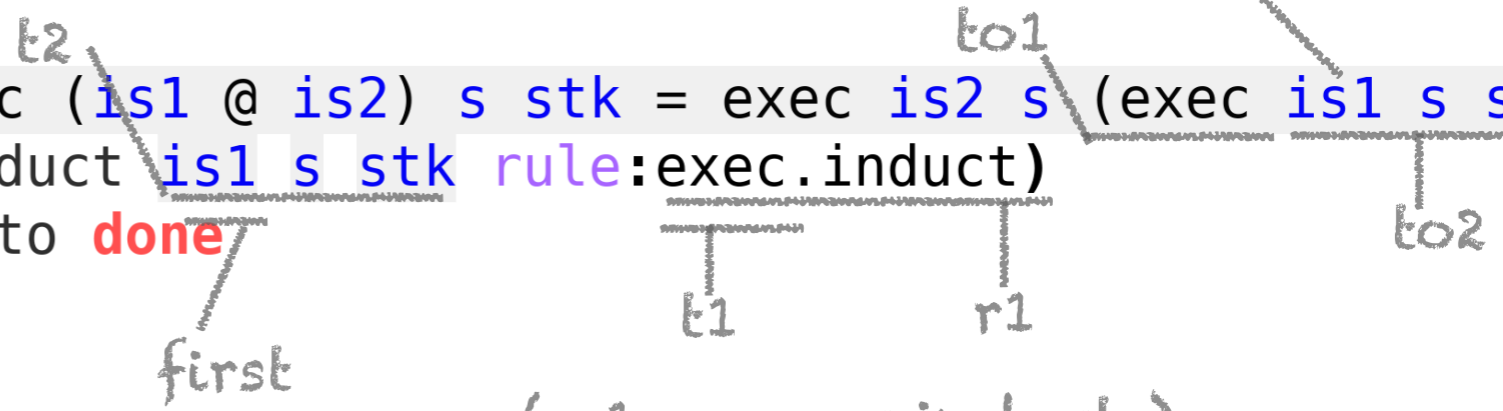 t2 to1
c (is1 @ is2) s stk = exec is2 s (exec is1 s s
duct is1 s stk rule:exec.induct)
to done
to2
t1 r1
first